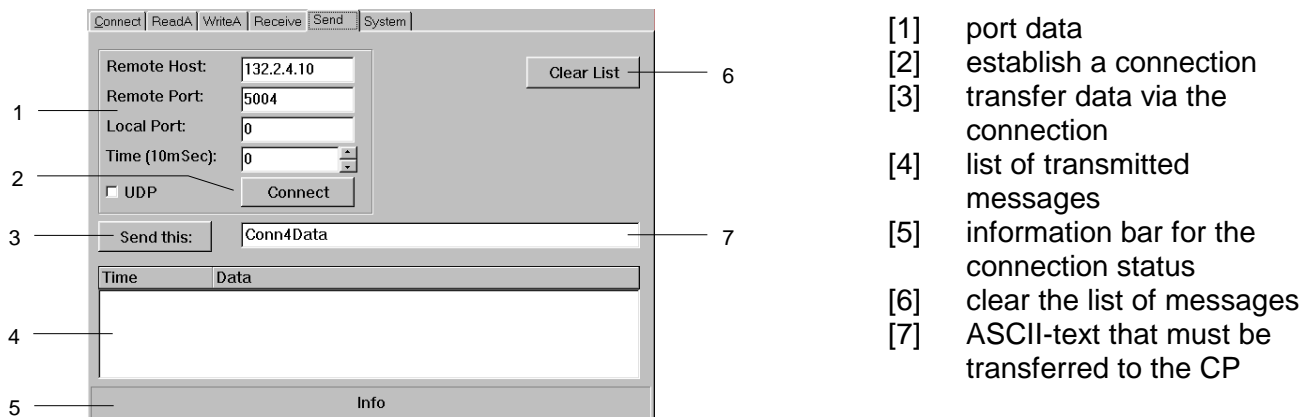 Connect ReadA WriteA Receive Send System
Remote Host: 132.2.4.10
Clear List
6
Remote Port: 5004
1
Local Port: 0
Time (10mSec): 0
2
UDP
Connect
3
Send this: Conn4Data
7
Time Data
4
5
Info
[1] port data
[2] establish a connection
[3] transfer data via the
connection
[4] list of transmitted
messages
[5] information bar for the
connection status
[6] clear the list of messages
[7] ASCII-text that must be
transferred to the CP